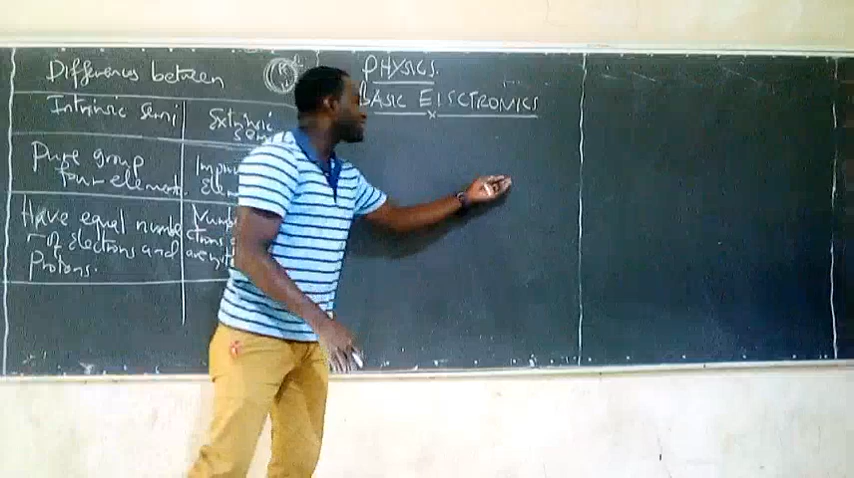 Differences between
Intrinsic semi
Extrinsic
semi
Pure group
four element.
Have equal number
of electrons and
Protons.
PHYSICS.
BASIC ElSCTRONICS